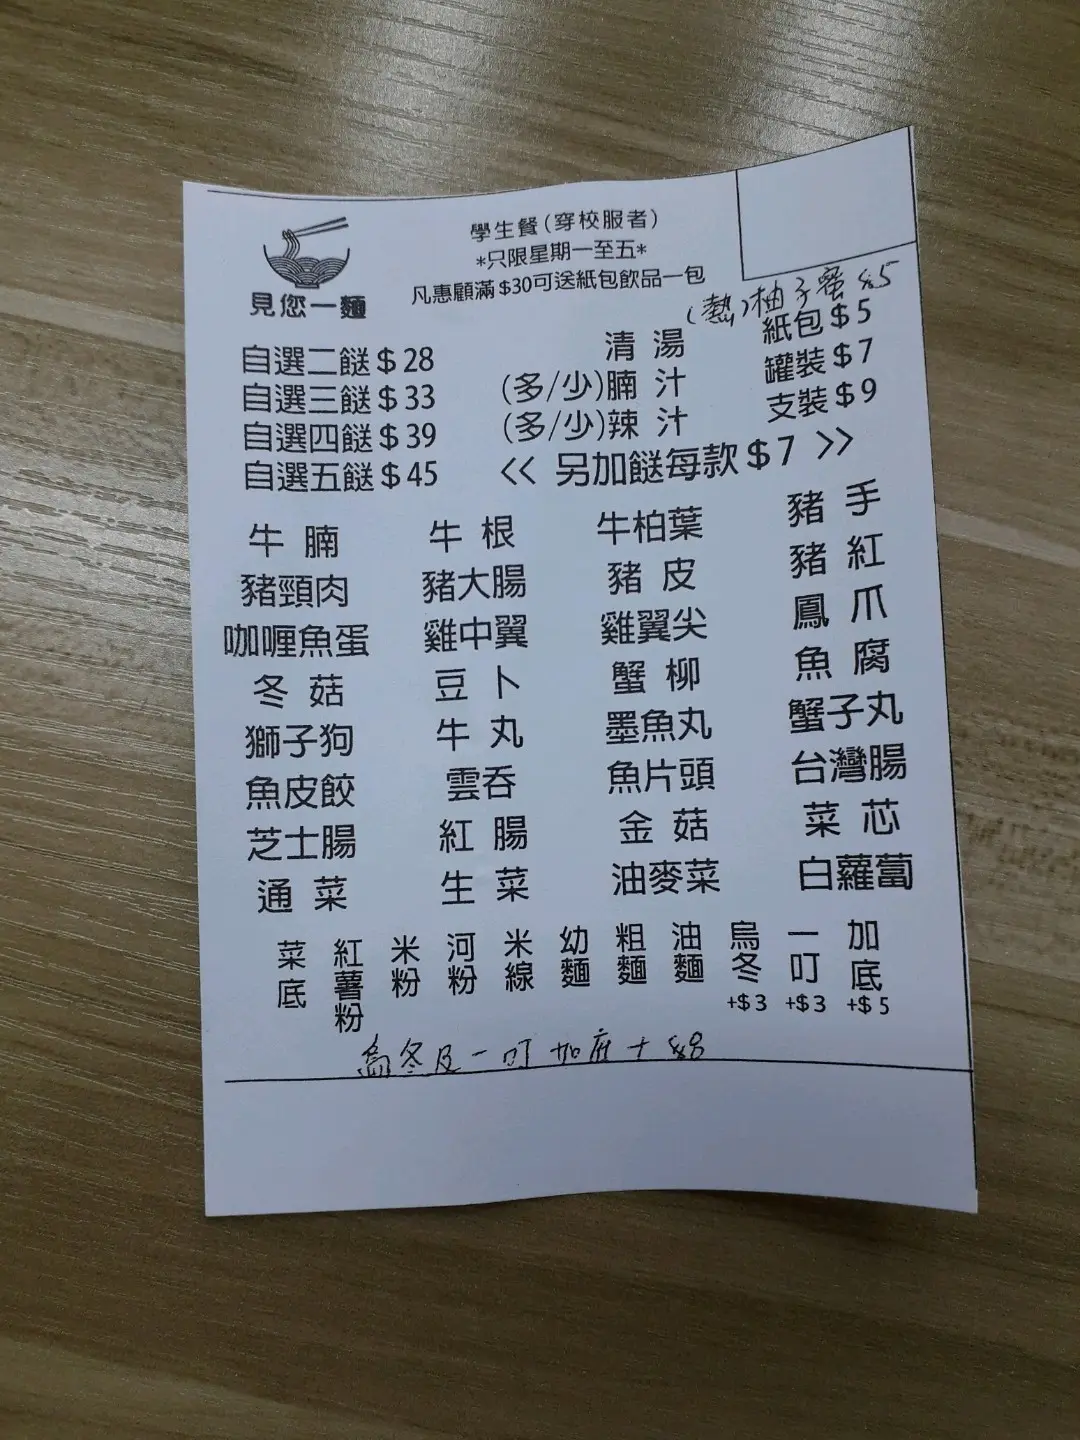 學生餐(穿校服者)
*只限星期一至五*
凡惠顧滿$30可送紙包飲品一包
見您一麵
(熱)柚子蜜 $5
自選二餸$28 清湯 紙包$5
自選三餸$33 (多/少)腩汁 罐裝$7
自選四餸$39 (多/少)辣汁 支裝$9
自選五餸$45 << 另加餸每款$7 >>
牛腩 牛根 牛柏葉 豬手
豬頸肉 豬大腸 豬皮 豬紅
咖喱魚蛋 雞中翼 雞翼尖 鳳爪
冬菇 豆卜 蟹柳 魚腐
獅子狗 牛丸 墨魚丸 蟹子丸
魚皮餃 雲吞 魚片頭 台灣腸
芝士腸 紅腸 金菇 菜芯
通菜 生菜 油麥菜 白蘿蔔
菜底 紅薯粉 米粉 河粉 米線 幼麵 粗麵 油麵 烏冬 一叮 加底
+$3 +$3 +$5
烏冬及一叮加底+$8